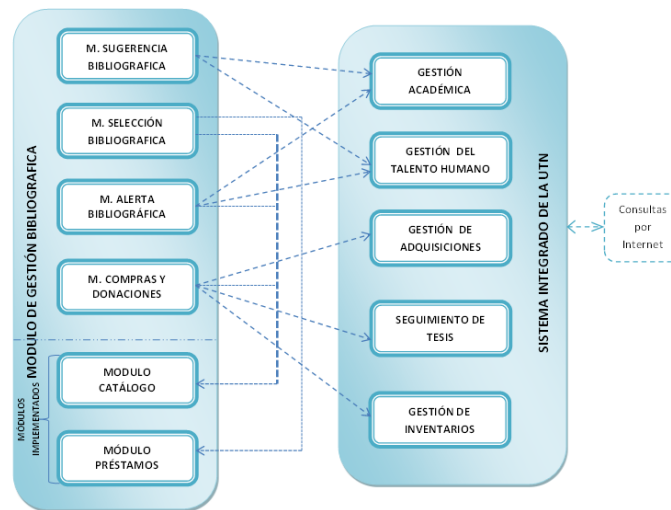 M. SUGERENCIA
BIBLIOGRAFICA
M. SELECCIÓN
BIBLIOGRAFICA
M. ALERTA
BIBLIOGRÁFICA
M. COMPRAS Y
DONACIONES
MODULO
CATÁLOGO
MÓDULO
PRÉSTAMOS
MODULO DE GESTIÓN BIBLIOGRAFICA
MÓDULOS
IMPLEMENTADOS
GESTIÓN
ACADÉMICA
GESTIÓN DEL
TALENTO HUMANO
GESTIÓN DE
ADQUISICIONES
SEGUIMIENTO DE
TESIS
GESTIÓN DE
INVENTARIOS
SISTEMA INTEGRADO DE LA UTN
Consultas
por
Internet